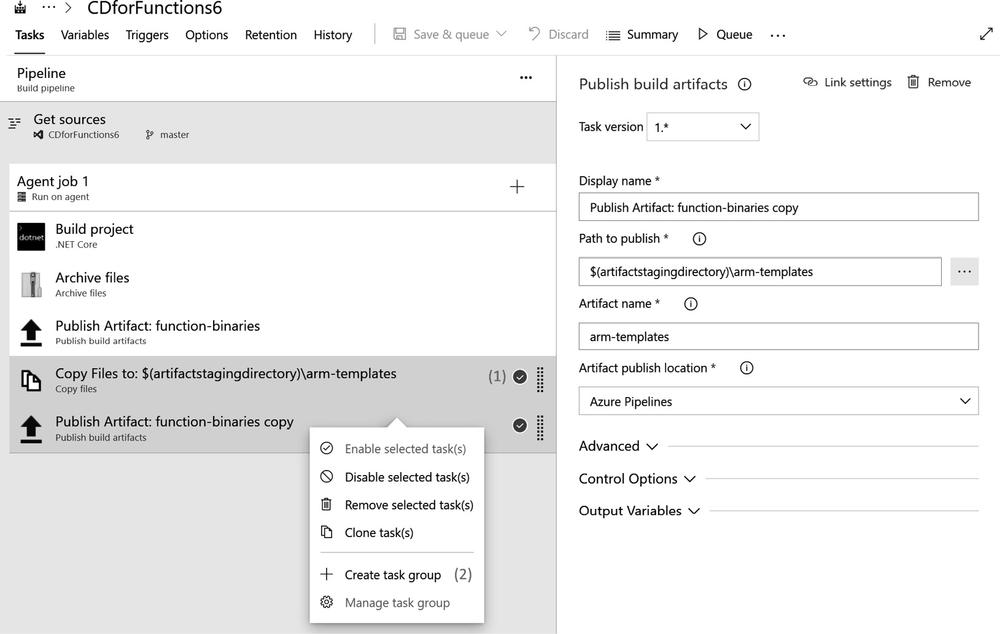 ··· > CDforFunctions6
Tasks Variables Triggers Options Retention History Save & queue Discard Summary Queue ···
Pipeline ···
Build pipeline
Get sources
CDforFunctions6 master
Agent job 1
Run on agent
dotnet
Build project
.NET Core
Archive files
Archive files
Publish Artifact: function-binaries
Publish build artifacts
Copy Files to: $(artifactstagingdirectory)\arm-templates (1)
Copy files
Publish Artifact: function-binaries copy
Publish build artifacts
Enable selected task(s)
Disable selected task(s)
Remove selected task(s)
Clone task(s)
Create task group (2)
Manage task group
Publish build artifacts Link settings Remove
Task version 1.*
Display name *
Publish Artifact: function-binaries copy
Path to publish *
$(artifactstagingdirectory)\arm-templates ···
Artifact name *
arm-templates
Artifact publish location *
Azure Pipelines
Advanced
Control Options
Output Variables